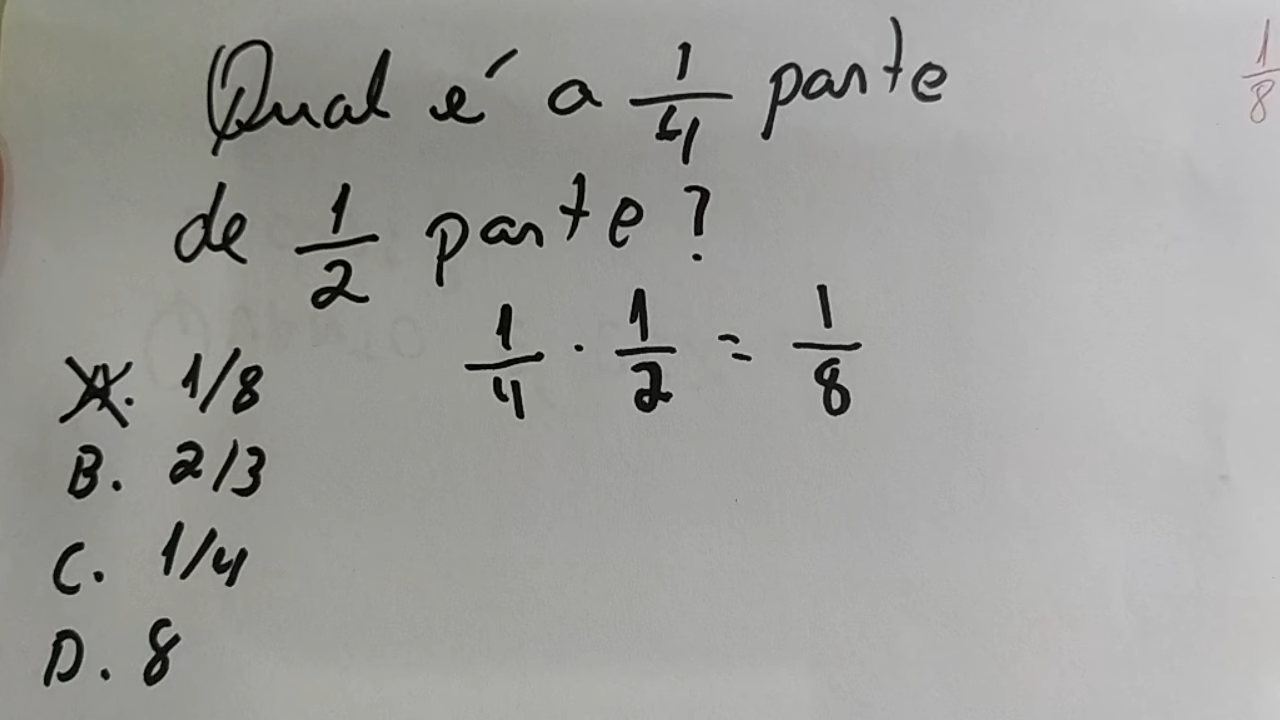 Qual é a 1/4 parte
de 1/2 parte?
1/4 · 1/2 = 1/8
A. 1/8
B. 2/3
C. 1/4
D. 8
1/8